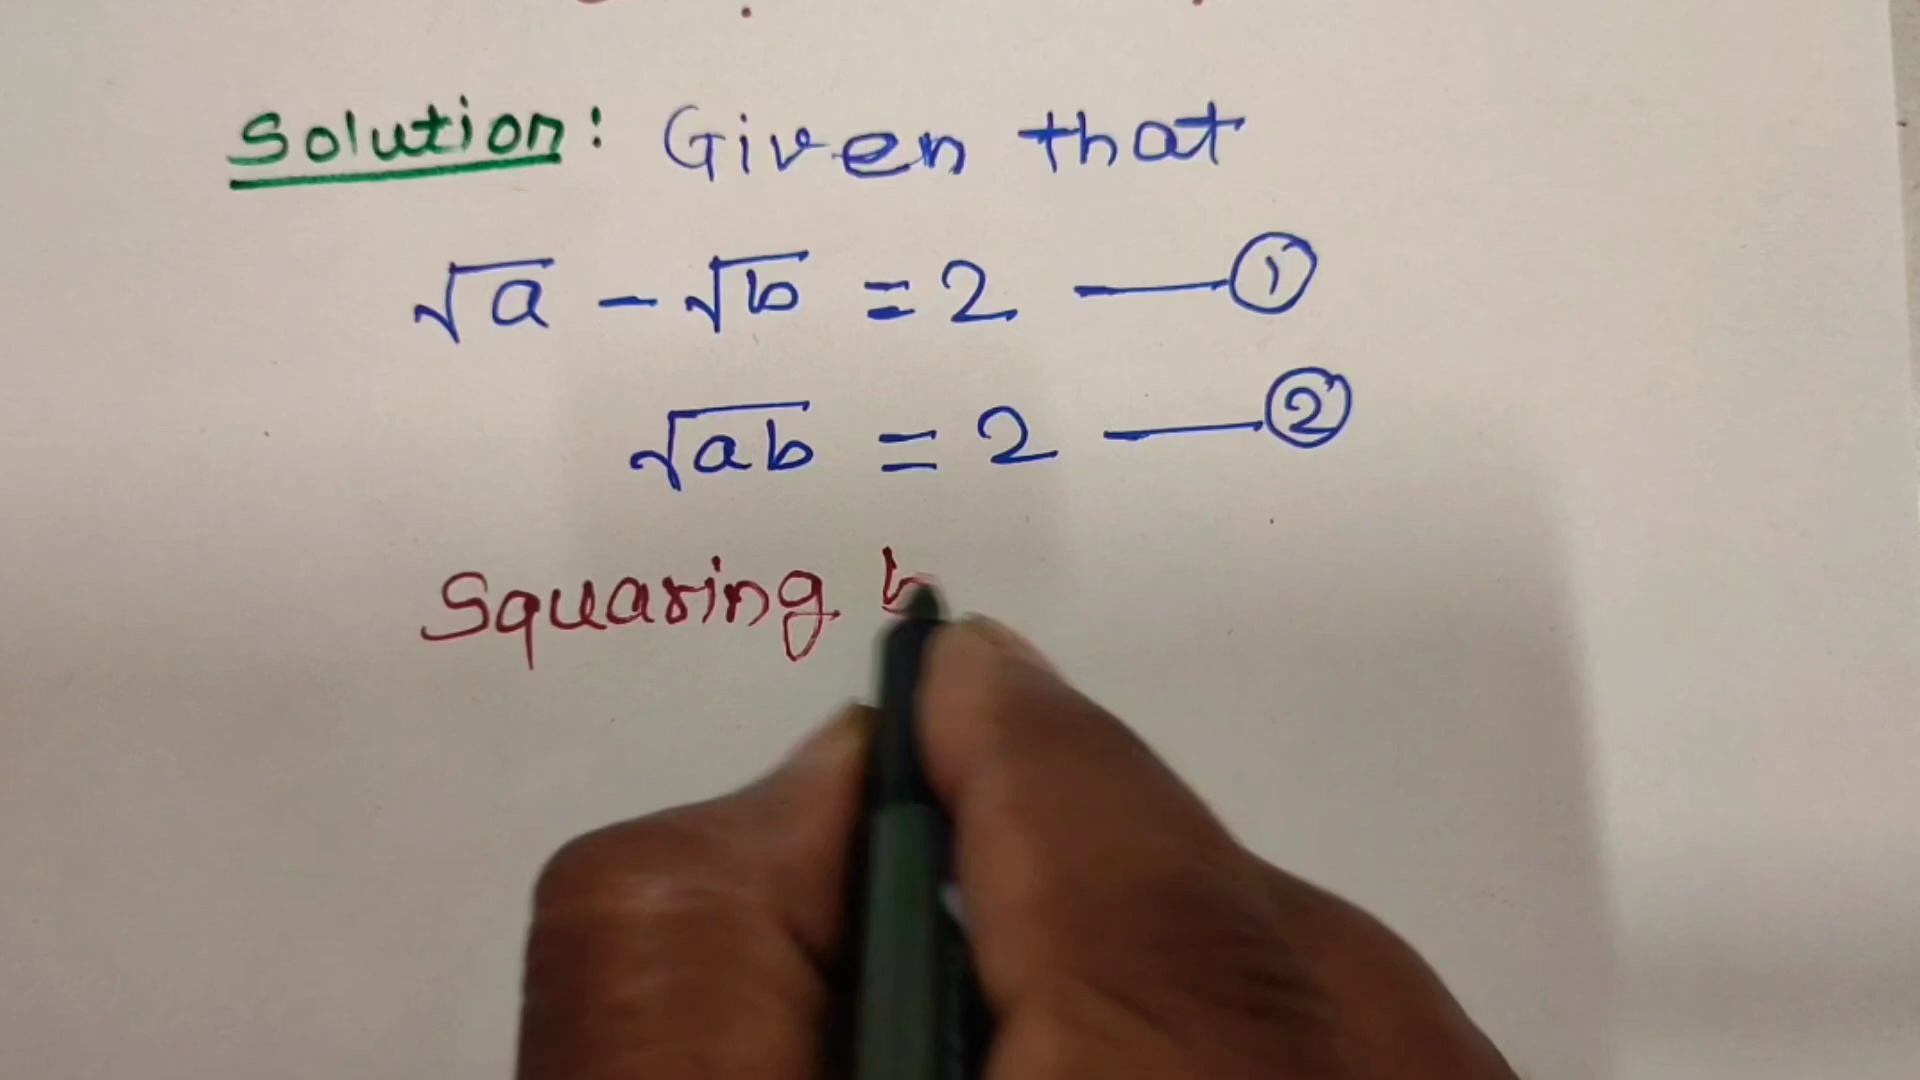 Solution: Given that
√a - √b = 2 — ①
√ab = 2 — ②
Squaring